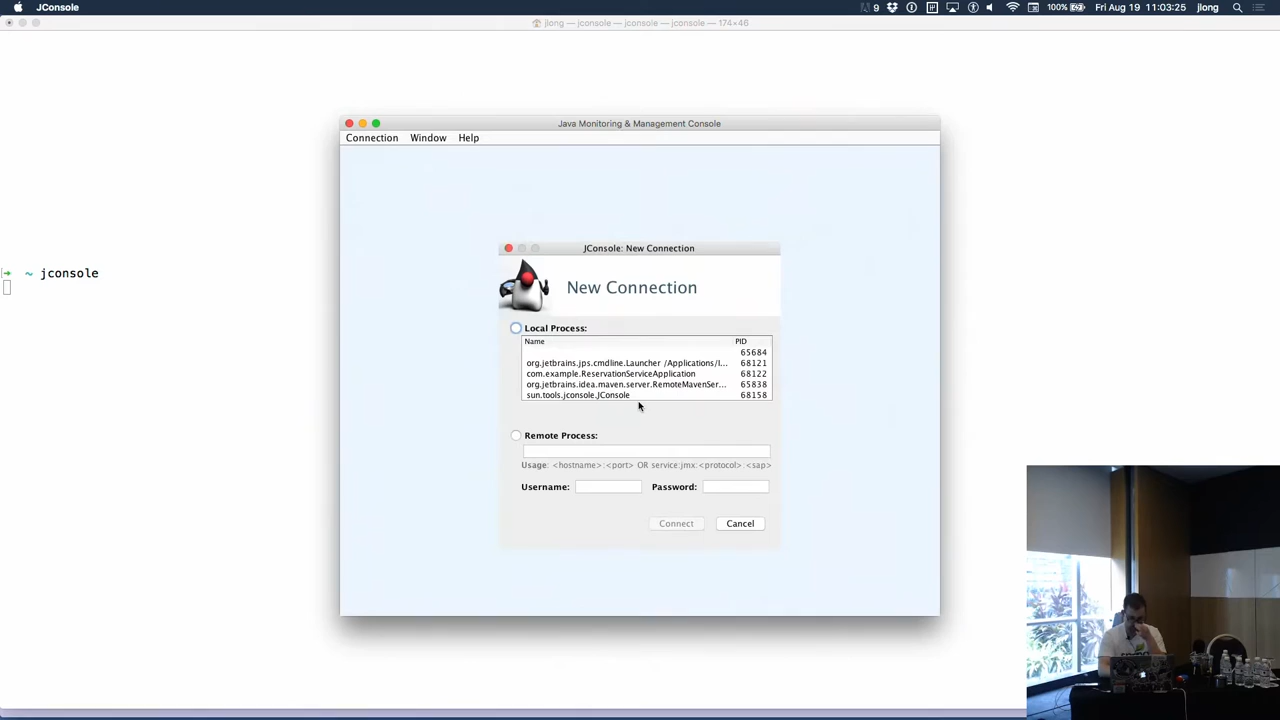 JConsole
9
100%
Fri Aug 19 11:03:25
jlong
jlong — jconsole — jconsole — jconsole — 174×46
Java Monitoring & Management Console
Connection Window Help
~ jconsole
JConsole: New Connection
New Connection
Local Process:
Name PID
65684
org.jetbrains.jps.cmdline.Launcher /Applications/I... 68121
com.example.ReservationServiceApplication 68122
org.jetbrains.idea.maven.server.RemoteMavenSer... 65838
sun.tools.jconsole.JConsole 68158
Remote Process:
Usage: <hostname>:<port> OR service:jmx:<protocol>:<sap>
Username: Password:
Connect Cancel